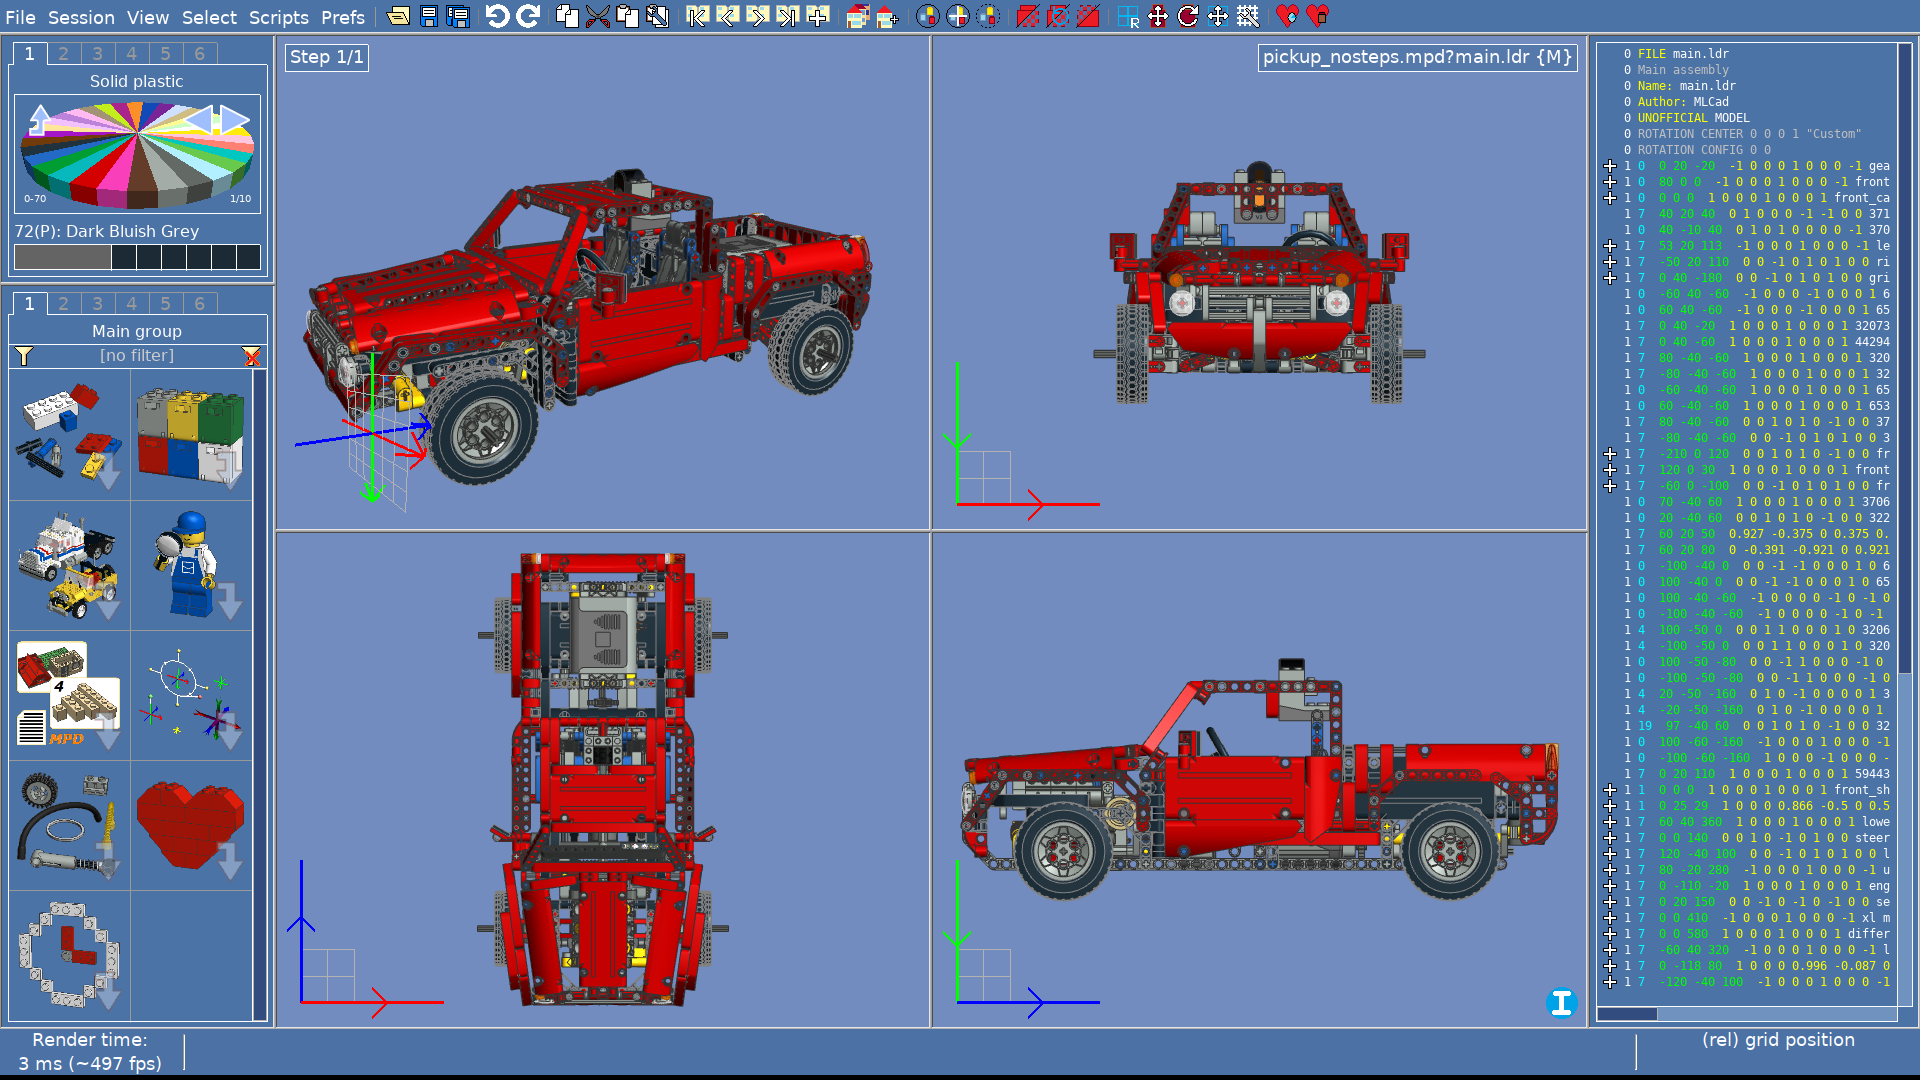 File Session View Select Scripts Prefs
1 2 3 4 5 6
Solid plastic
0-70
1/10
72(P): Dark Bluish Grey
1 2 3 4 5 6
Main group
[no filter]
4
MPD
Step 1/1
pickup_nosteps.mpd?main.ldr {M}
0 FILE main.ldr
0 Main assembly
0 Name: main.ldr
0 Author: MLCad
0 UNOFFICIAL MODEL
0 ROTATION CENTER 0 0 0 1 "Custom"
0 ROTATION CONFIG 0 0
1 0 0 20 -20 -1 0 0 0 1 0 0 0 -1 gea
1 0 80 0 0 -1 0 0 0 1 0 0 0 -1 front
1 0 0 0 0 1 0 0 0 1 0 0 0 1 front_ca
1 7 40 20 40 0 1 0 0 0 -1 -1 0 0 371
1 0 40 -10 40 0 1 0 0 0 -1 370
1 7 53 20 113 -1 0 0 0 1 0 0 0 -1 le
1 7 -50 20 110 0 0 -1 0 1 0 1 0 0 ri
1 7 0 40 -180 0 0 -1 0 1 0 1 0 0 gri
1 0 -60 40 -60 -1 0 0 0 -1 0 0 0 1 6
1 0 60 40 -60 -1 0 0 0 -1 0 0 0 1 65
1 7 0 40 -20 1 0 0 0 1 0 0 0 1 32073
1 7 0 40 -60 1 0 0 0 1 0 0 0 1 44294
1 7 80 -40 -60 1 0 0 0 1 0 0 0 1 320
1 7 -80 -40 -60 1 0 0 0 1 0 0 0 1 32
1 0 -60 -40 -60 1 0 0 0 1 0 0 0 1 65
1 0 60 -40 -60 1 0 0 0 1 0 0 0 1 653
1 7 80 -40 -60 0 0 -1 0 1 0 1 0 0 37
1 7 -80 -40 -60 0 0 -1 0 1 0 1 0 0 3
1 7 -210 0 120 0 0 -1 0 1 0 1 0 0 fr
1 7 120 0 30 1 0 0 0 1 0 0 0 1 front
1 7 -60 0 -100 0 0 -1 0 1 0 1 0 0 fr
1 0 70 -40 60 1 0 0 0 1 0 0 0 1 3706
1 0 20 -40 60 0 0 1 0 1 0 -1 0 0 322
1 7 60 20 50 0.927 -0.375 0 0.375 0.
1 7 60 20 80 0 -0.391 -0.921 0 0.921
1 0 -100 -40 0 0 -1 -1 0 0 0 1 0 6
1 0 100 -40 0 0 0 -1 -1 0 0 0 1 0 65
1 0 100 -40 -60 -1 0 0 0 0 -1 0 -1 0
1 0 -100 -40 -60 -1 0 0 0 0 -1 0 -1
1 4 100 -50 0 0 0 1 1 0 0 0 1 0 3206
1 4 -100 -50 0 0 0 1 1 0 0 0 1 0 320
1 0 100 -50 -80 0 0 -1 1 0 0 0 -1 0
1 0 -100 -50 -80 0 0 -1 1 0 0 0 -1 0
1 4 20 -50 -160 0 1 0 -1 0 0 0 0 1 3
1 4 -20 -50 -160 0 1 0 -1 0 0 0 0 1
1 19 97 -40 60 0 0 1 0 1 0 -1 0 0 32
1 0 100 -60 -160 -1 0 0 0 1 0 0 0 -1
1 0 -100 -60 -160 -1 0 0 0 1 0 0 0 -
1 7 0 20 110 1 0 0 0 1 0 0 0 1 59443
1 1 0 0 0 1 0 0 0 1 0 0 0 1 front_sh
1 1 0 25 29 1 0 0 0 0.866 -0.5 0 0.5
1 7 60 40 360 1 0 0 0 1 0 0 0 1 lowe
1 7 0 0 140 0 0 1 0 -1 0 1 0 0 steer
1 7 120 -40 100 0 0 -1 0 1 0 1 0 0 l
1 7 80 -20 280 -1 0 0 0 1 0 0 0 -1 u
1 7 0 -110 -20 1 0 0 0 1 0 0 0 1 eng
1 7 0 20 150 0 -1 0 -1 0 -1 0 0 se
1 7 0 0 410 -1 0 0 0 1 0 0 0 -1 xl m
1 7 0 0 580 1 0 0 0 1 0 0 0 1 differ
1 7 -60 40 320 -1 0 0 0 1 0 0 0 -1 l
1 7 0 -118 80 1 0 0 0 0.996 -0.087 0
1 7 -120 -40 100 -1 0 0 0 1 0 0 0 -1
Render time:
3 ms (~497 fps)
(rel) grid position